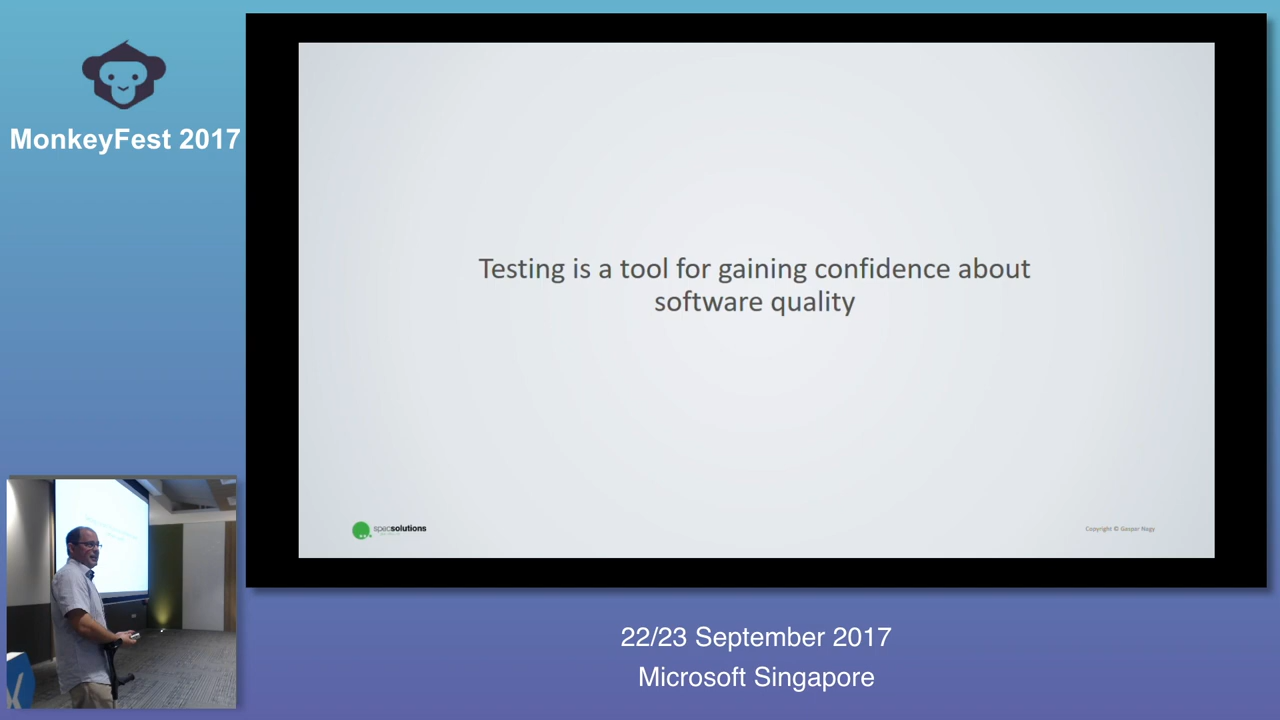 MonkeyFest 2017
Testing is a tool for gaining confidence about
software quality
specsolutions
Copyright © Gaspar Nagy
22/23 September 2017
Microsoft Singapore